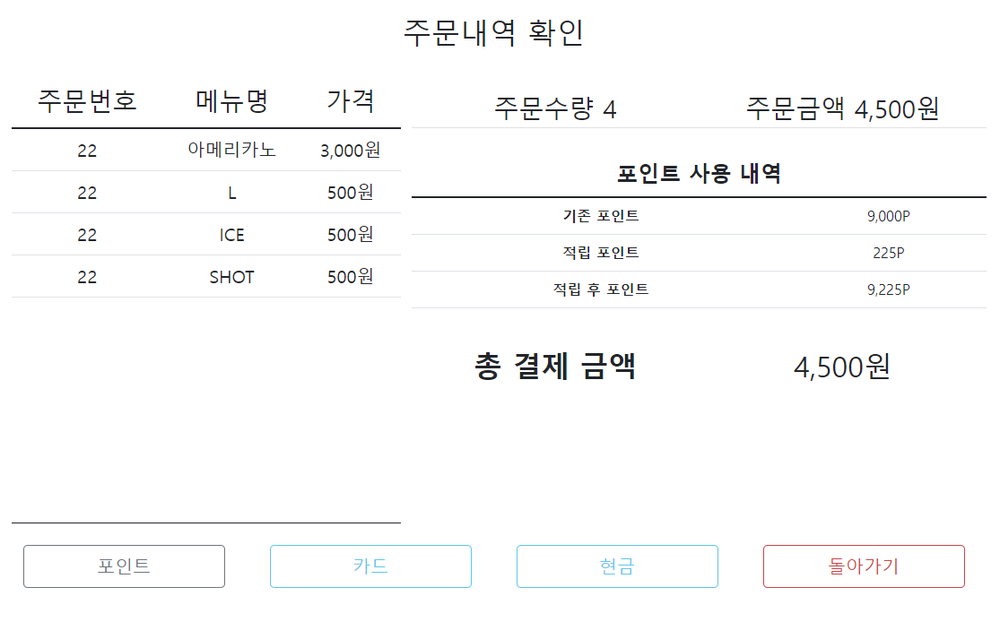 주문내역 확인
주문번호 메뉴명 가격
22 아메리카노 3,000원
22 L 500원
22 ICE 500원
22 SHOT 500원
주문수량 4 주문금액 4,500원
포인트 사용 내역
기존 포인트 9,000P
적립 포인트 225P
적립 후 포인트 9,225P
총 결제 금액 4,500원
포인트 카드 현금 돌아가기